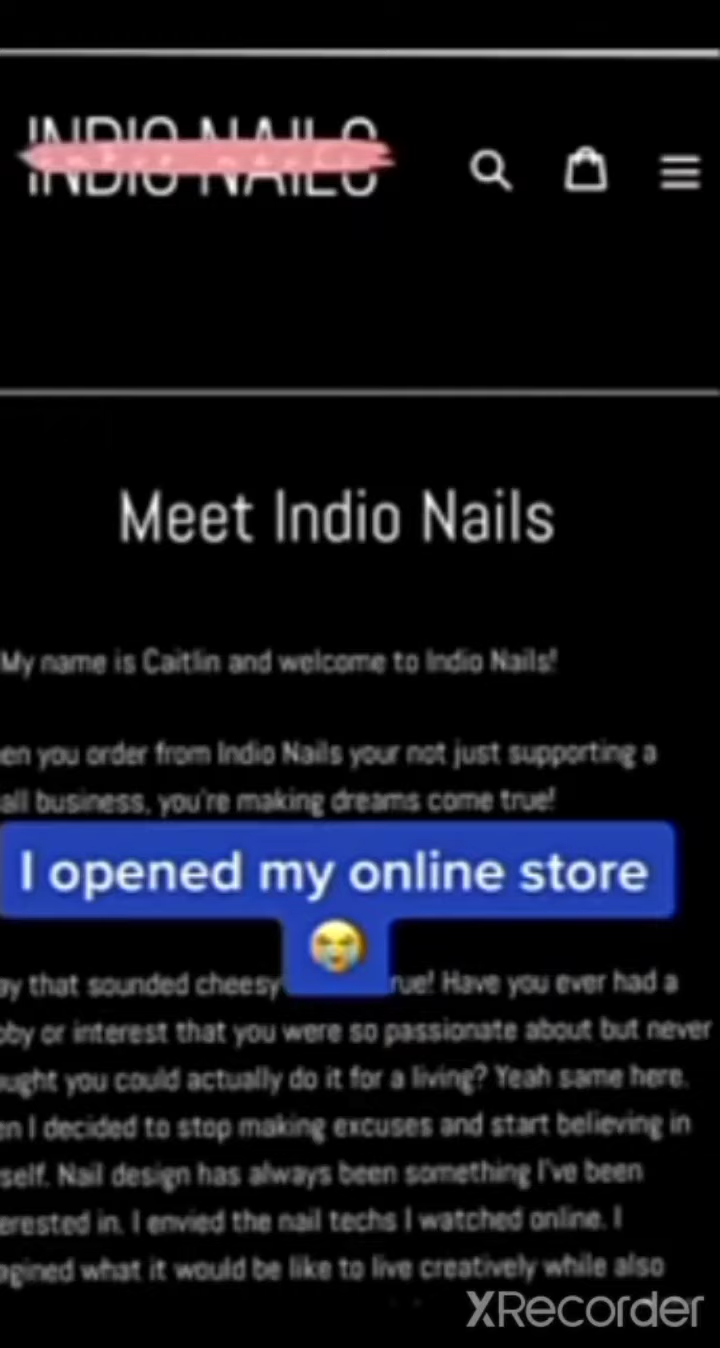 INDIO NAILS
Meet Indio Nails
My name is Caitlin and welcome to Indio Nails!
en you order from Indio Nails your not just supporting a
all business, you're making dreams come true!
I opened my online store
😭
ay that sounded cheesy rue! Have you ever had a
bby or interest that you were so passionate about but never
ught you could actually do it for a living? Yeah same here.
en I decided to stop making excuses and start believing in
self. Nail design has always been something I've been
erested in. I envied the nail techs I watched online. I
agined what it would be like to live creatively while also
XRecorder